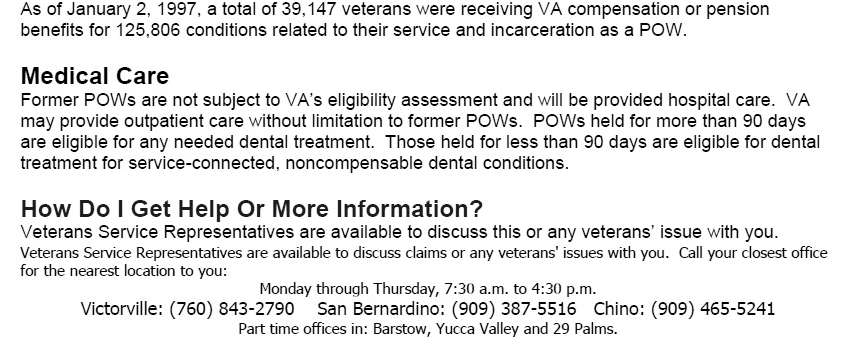 As of January 2, 1997, a total of 39,147 veterans were receiving VA compensation or pension
benefits for 125,806 conditions related to their service and incarceration as a POW.
Medical Care
Former POWs are not subject to VA's eligibility assessment and will be provided hospital care.  VA
may provide outpatient care without limitation to former POWs.  POWs held for more than 90 days
are eligible for any needed dental treatment.  Those held for less than 90 days are eligible for dental
treatment for service-connected, noncompensable dental conditions.
How Do I Get Help Or More Information?
Veterans Service Representatives are available to discuss this or any veterans' issue with you.
Veterans Service Representatives are available to discuss claims or any veterans' issues with you.  Call your closest office
for the nearest location to you:
Monday through Thursday, 7:30 a.m. to 4:30 p.m.
Victorville: (760) 843-2790    San Bernardino: (909) 387-5516   Chino: (909) 465-5241
Part time offices in: Barstow, Yucca Valley and 29 Palms.